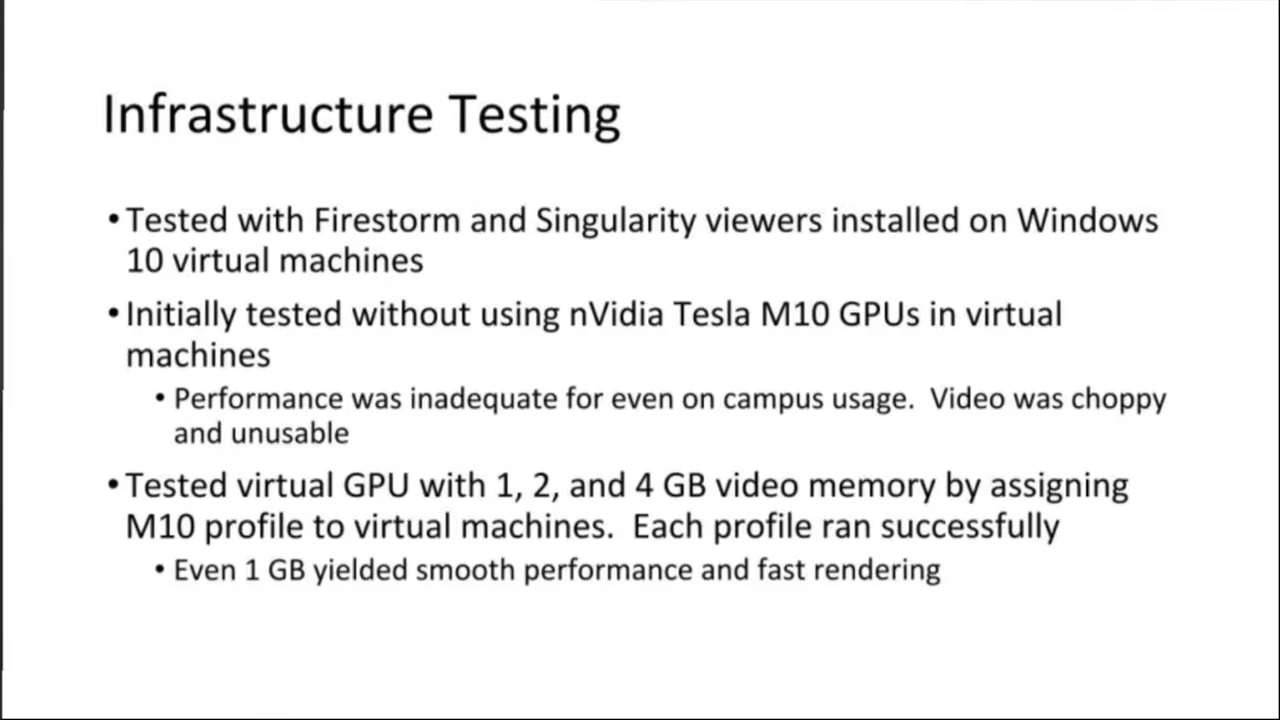 Infrastructure Testing
•Tested with Firestorm and Singularity viewers installed on Windows
10 virtual machines
•Initially tested without using nVidia Tesla M10 GPUs in virtual
machines
• Performance was inadequate for even on campus usage.  Video was choppy
and unusable
•Tested virtual GPU with 1, 2, and 4 GB video memory by assigning
M10 profile to virtual machines.  Each profile ran successfully
• Even 1 GB yielded smooth performance and fast rendering